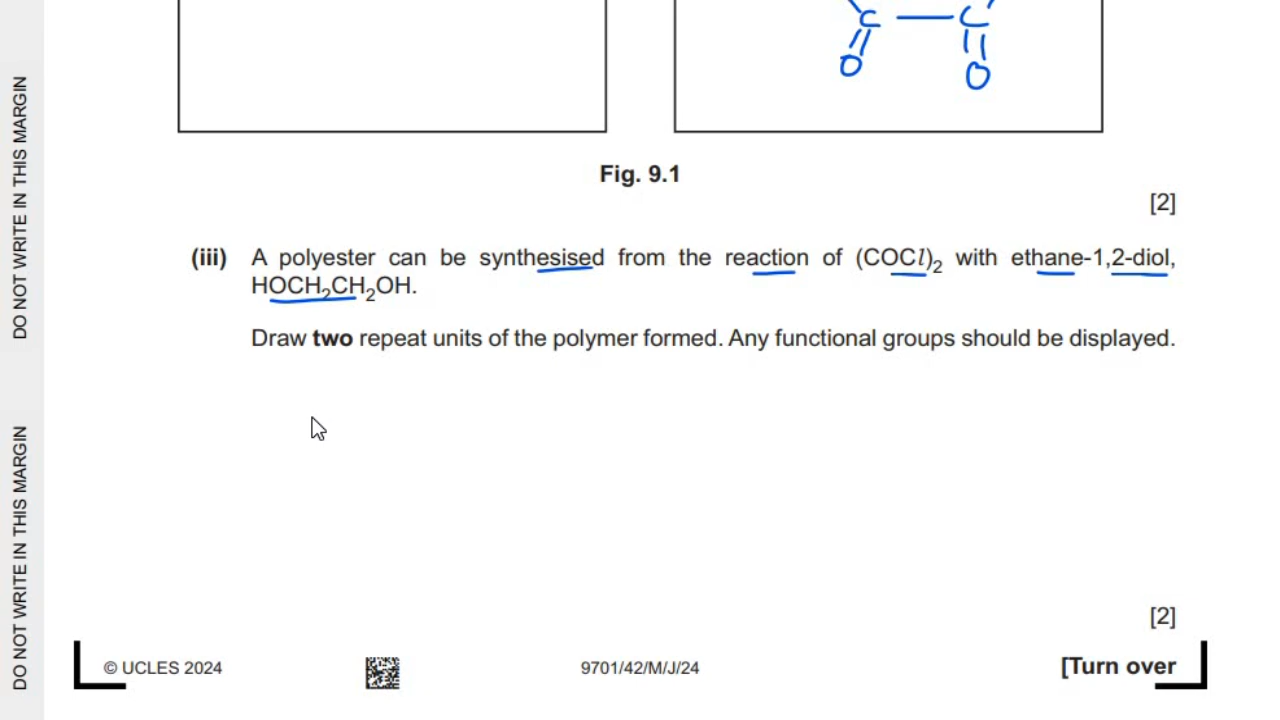 C — C
O O
Fig. 9.1
[2]
(iii) A polyester can be synthesised from the reaction of (COCl)₂ with ethane-1,2-diol,
HOCH₂CH₂OH.
Draw two repeat units of the polymer formed. Any functional groups should be displayed.
[2]
© UCLES 2024
9701/42/M/J/24
[Turn over
DO NOT WRITE IN THIS MARGIN
DO NOT WRITE IN THIS MARGIN